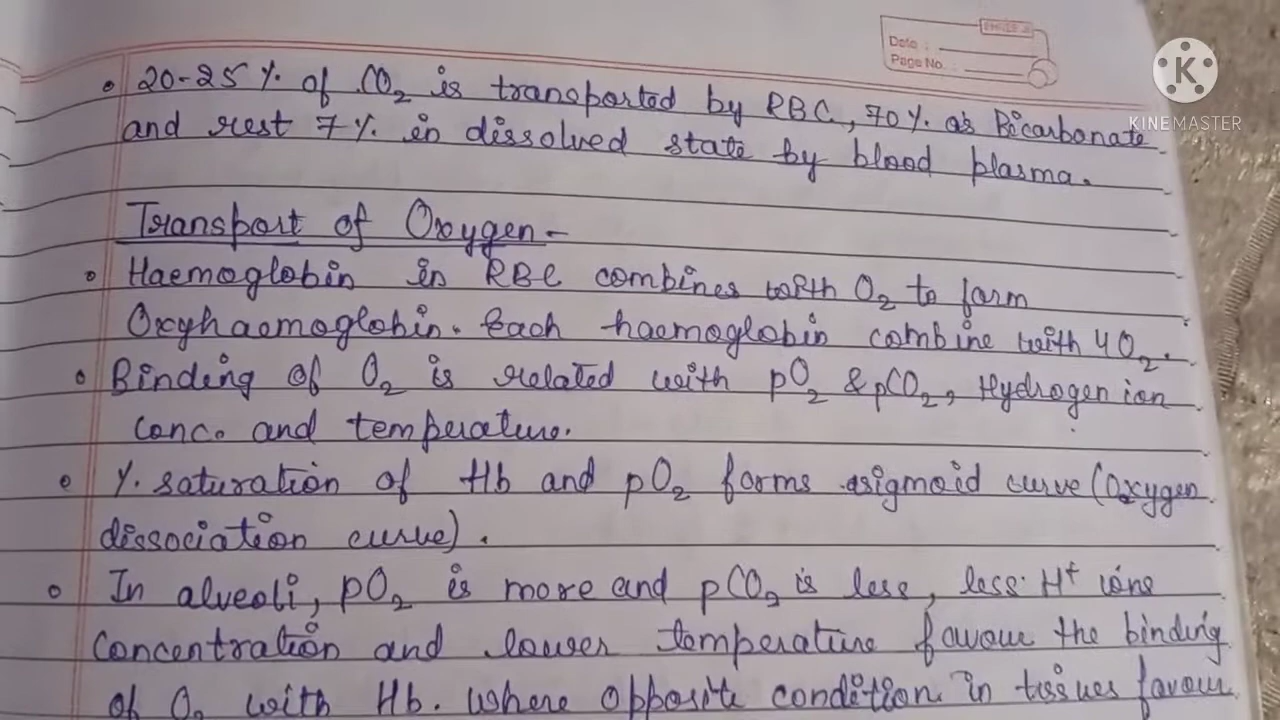 Date :
Page No.
K
KINEMASTER
• 20-25 % of CO2 is transported by RBC, 70% as Bicarbonate
and rest 7% in dissolved state by blood plasma.
Transport of Oxygen -
• Haemoglobin in RBC combines with O2 to form
Oxyhaemoglobin. Each haemoglobin combine with 4O2.
• Binding of O2 is related with pO2 & pCO2, Hydrogen ion
conc. and temperature.
• % saturation of Hb and pO2 forms sigmoid curve (Oxygen
dissociation curve).
• In alveoli, pO2 is more and pCO2 is less, less H+ ions
concentration and lower temperature favour the binding
of O2 with Hb. Where opposite condition in tissues favour